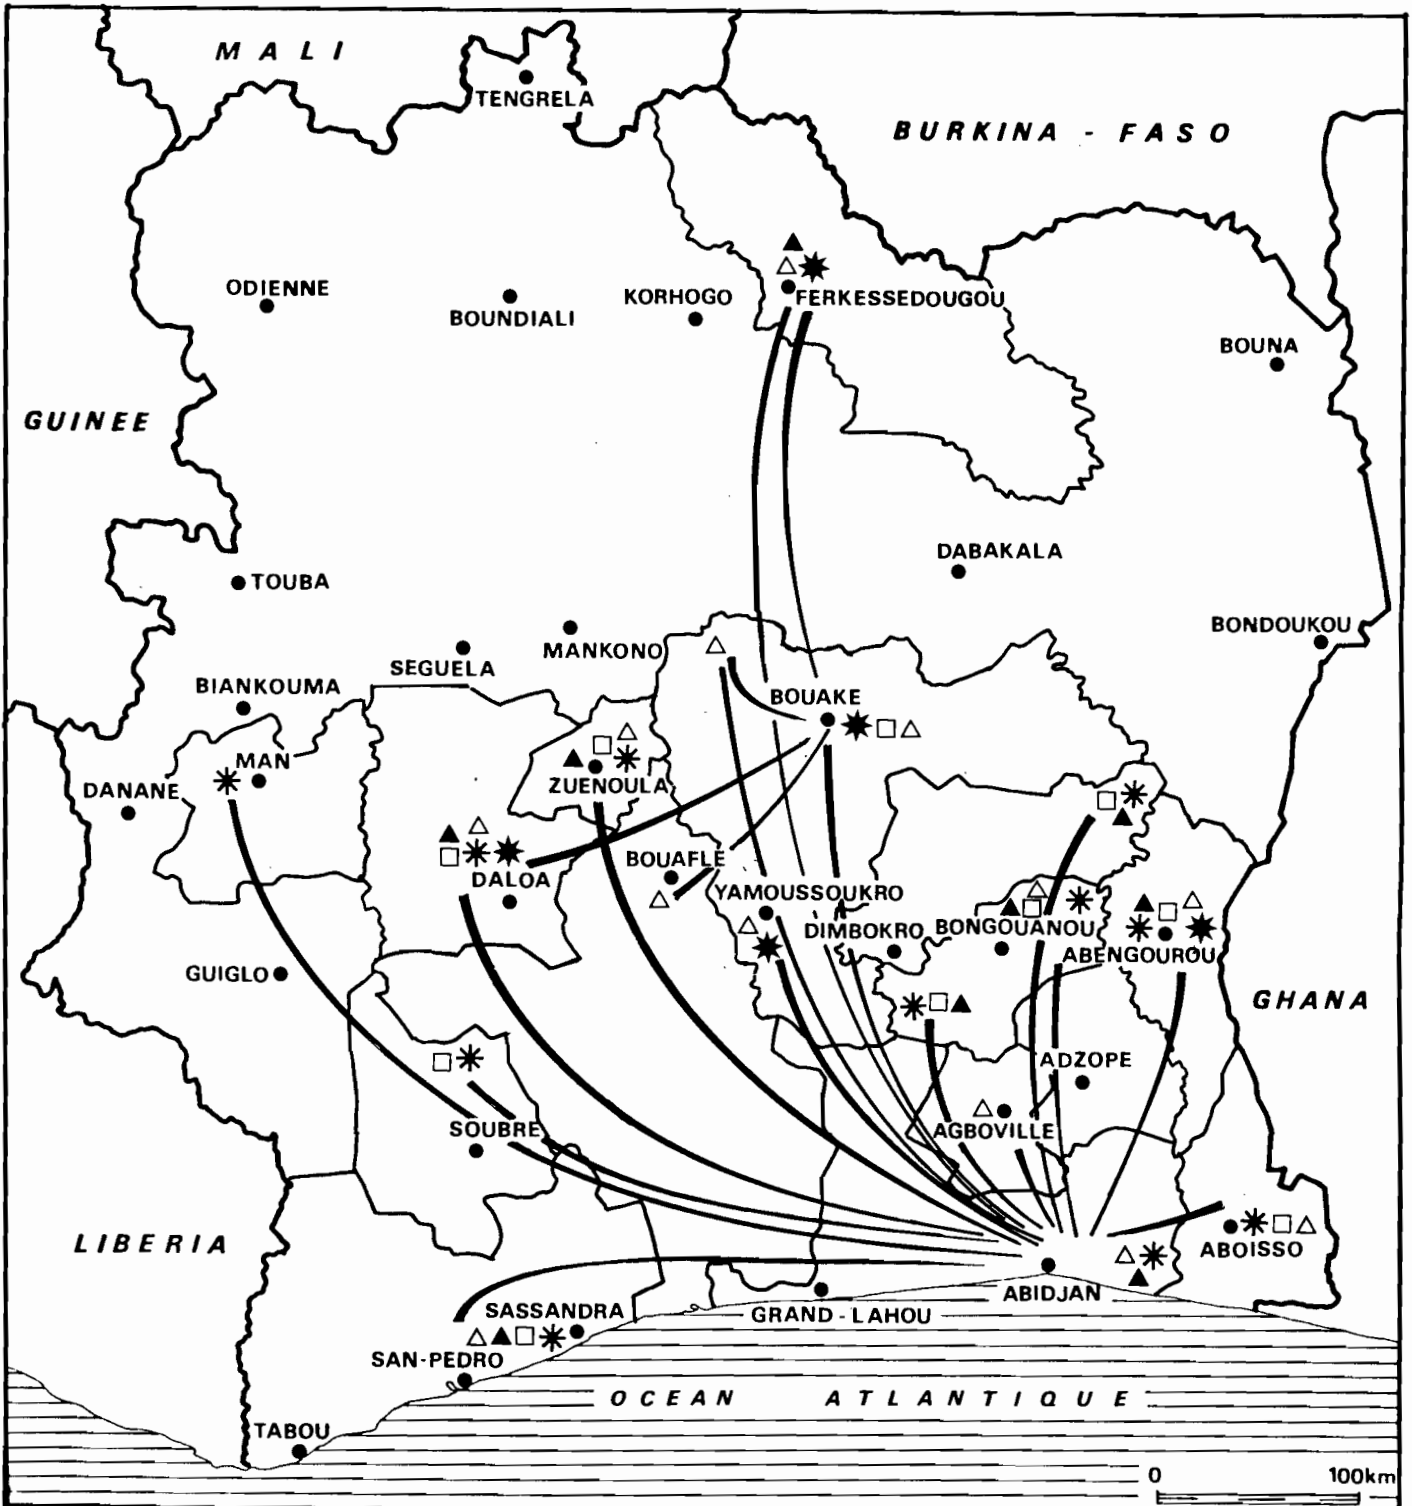 MALI
TENGRELA
BURKINA - FASO
ODIENNE
BOUNDIALI
KORHOGO
FERKESSEDOUGOU
BOUNA
GUINEE
DABAKALA
TOUBA
BONDOUKOU
MANKONO
SEGUELA
BIANKOUMA
BOUAKE
MAN
DANANE
ZUENOULA
BOUAFLE
DALOA
YAMOUSSOUKRO
DIMBOKRO
BONGOUANOU
ABENGOUROU
GUIGLO
GHANA
ADZOPE
SOUBRE
AGBOVILLE
LIBERIA
ABOISSO
ABIDJAN
SASSANDRA
GRAND-LAHOU
SAN-PEDRO
OCEAN ATLANTIQUE
TABOU
0 100km